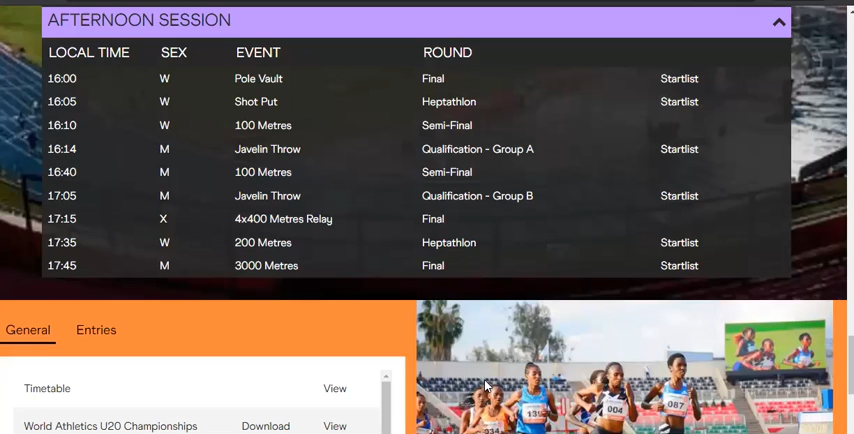 AFTERNOON SESSION
LOCAL TIME SEX EVENT ROUND
16:00 W Pole Vault Final Startlist
16:05 W Shot Put Heptathlon Startlist
16:10 W 100 Metres Semi-Final
16:14 M Javelin Throw Qualification - Group A Startlist
16:40 M 100 Metres Semi-Final
17:05 M Javelin Throw Qualification - Group B Startlist
17:15 X 4x400 Metres Relay Final
17:35 W 200 Metres Heptathlon Startlist
17:45 M 3000 Metres Final Startlist
General Entries
Timetable View
World Athletics U20 Championships Download View
004
087